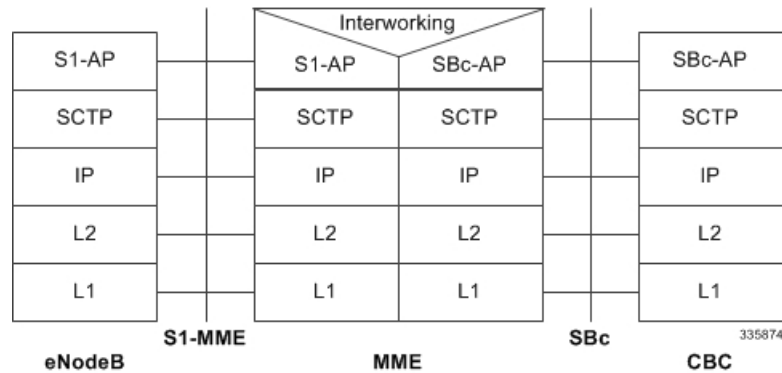 Interworking
S1-AP S1-AP SBc-AP SBc-AP
SCTP SCTP SCTP SCTP
IP IP IP IP
L2 L2 L2 L2
L1 L1 L1 L1
S1-MME SBc 335874
eNodeB MME CBC